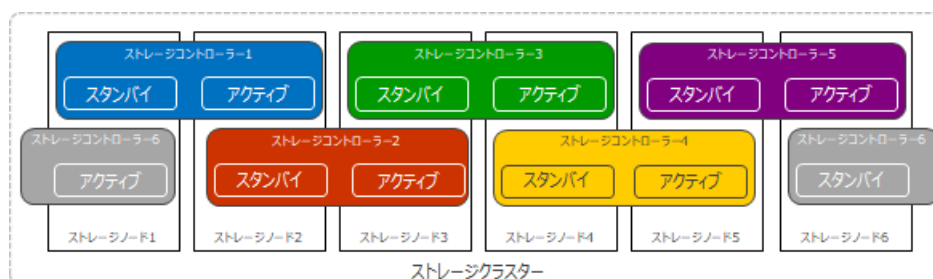 ストレージコントローラー1
ストレージコントローラー3
ストレージコントローラー5
スタンバイ
アクティブ
スタンバイ
アクティブ
スタンバイ
アクティブ
ストレージコントローラー6
ストレージコントローラー2
ストレージコントローラー4
ストレージコントローラー6
アクティブ
スタンバイ
アクティブ
スタンバイ
アクティブ
スタンバイ
ストレージノード1
ストレージノード2
ストレージノード3
ストレージノード4
ストレージノード5
ストレージノード6
ストレージクラスター